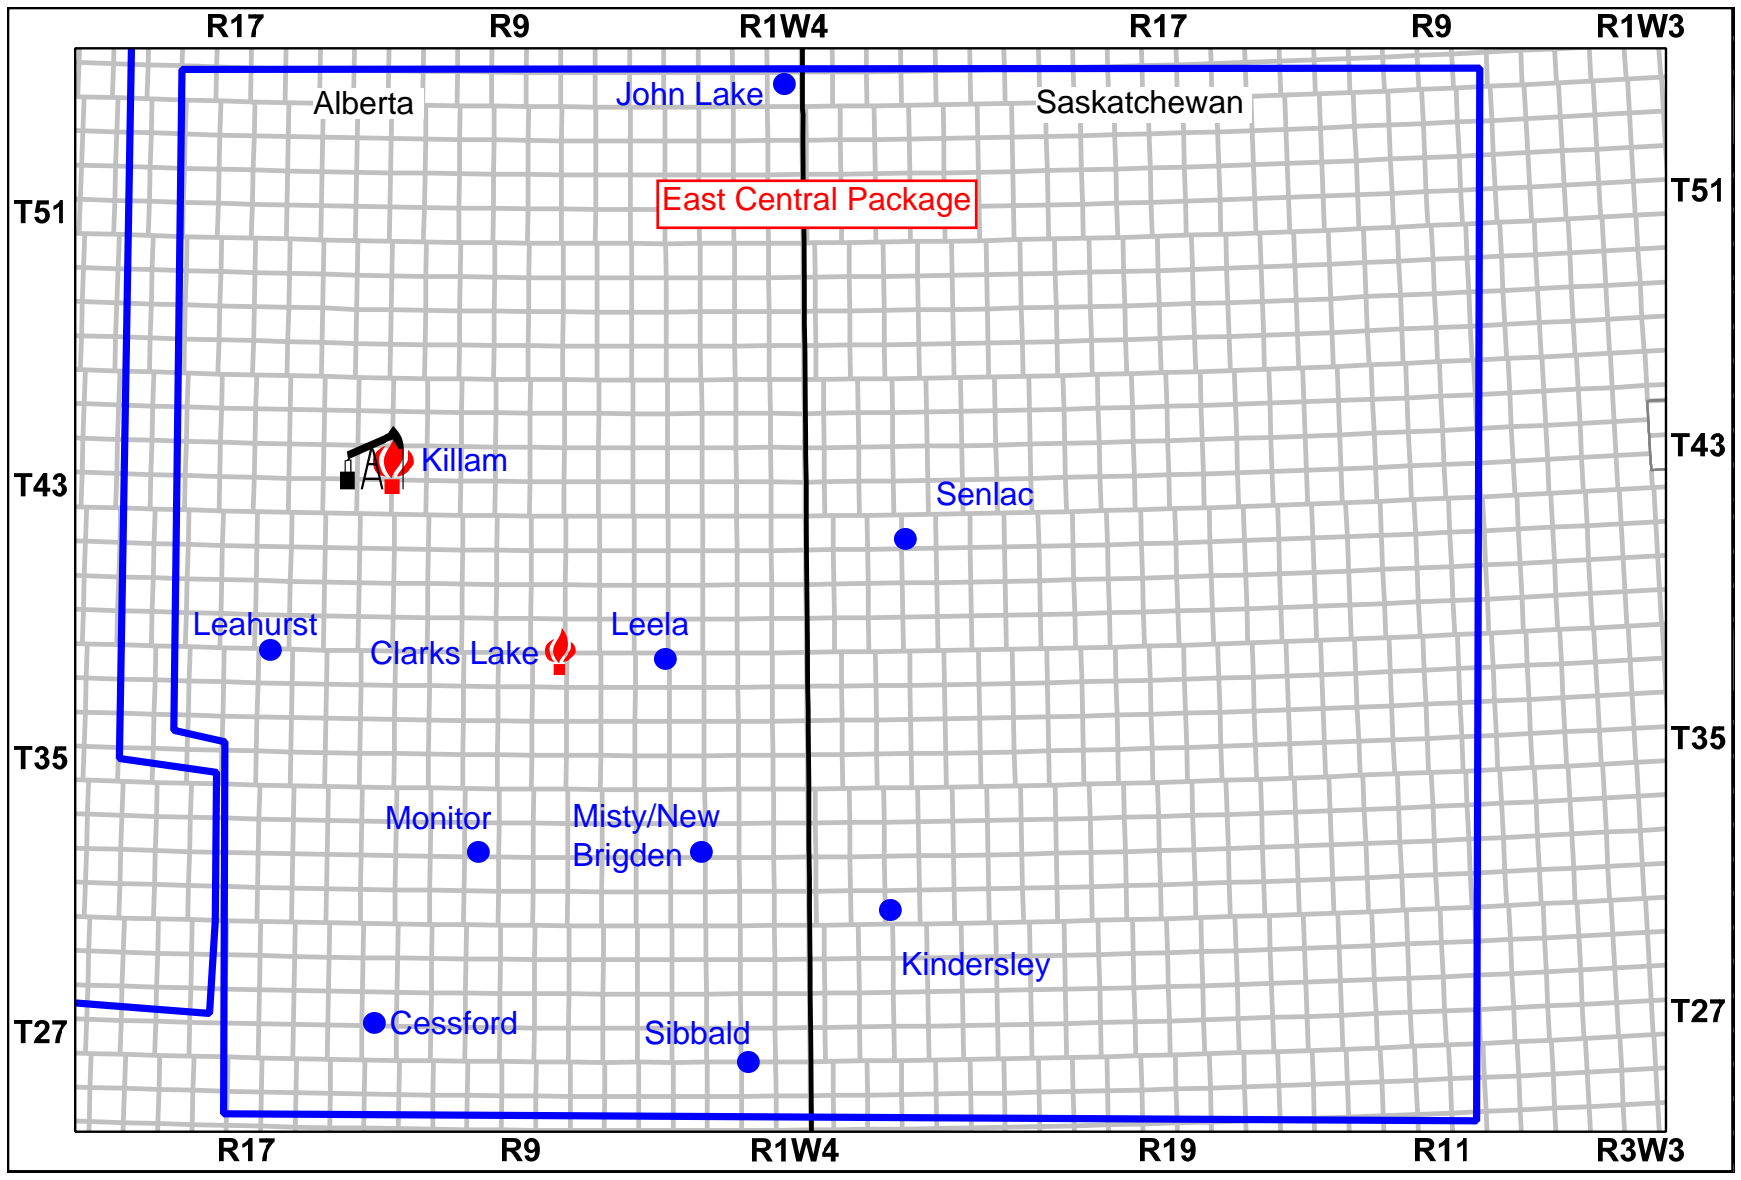 R17 R9 R1W4 R17 R9 R1W3
John Lake
Alberta
Saskatchewan
T51
East Central Package
T51
T43
Killam
T43
Senlac
Leahurst
Clarks Lake
Leela
T35
T35
Monitor
Misty/New
Brigden
Kindersley
T27
Cessford
Sibbald
T27
R17 R9 R1W4 R19 R11 R3W3